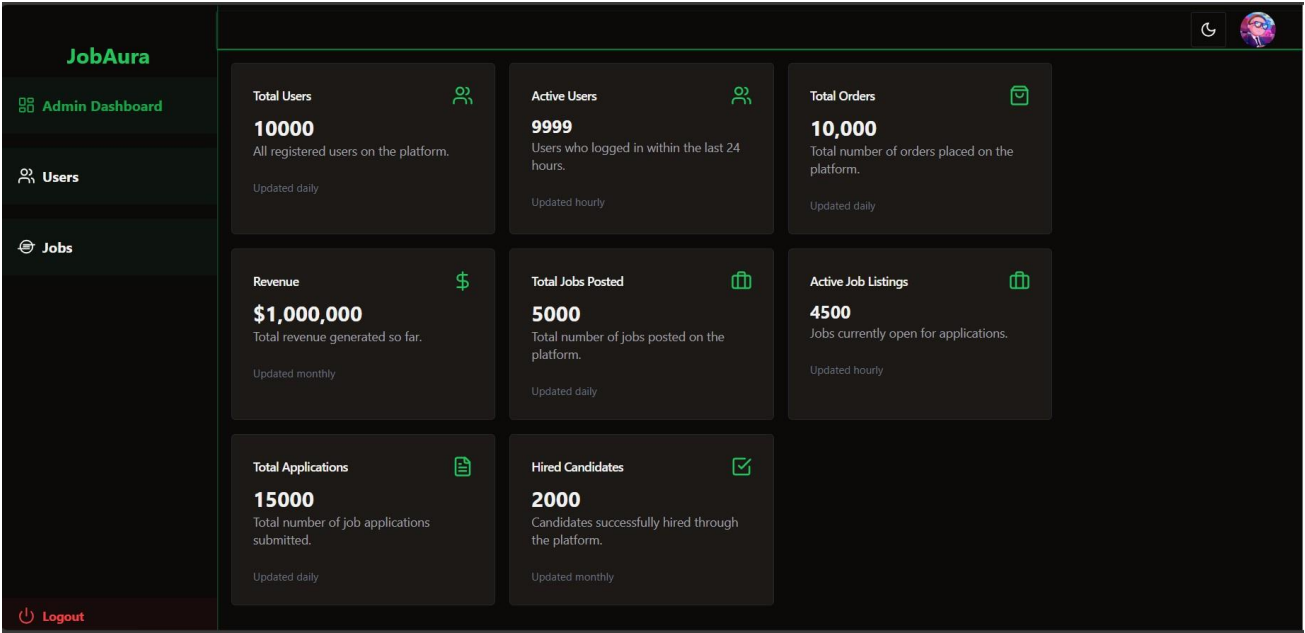 JobAura
Admin Dashboard
Users
Jobs
Logout
Total Users
10000
All registered users on the platform.
Updated daily
Active Users
9999
Users who logged in within the last 24
hours.
Updated hourly
Total Orders
10,000
Total number of orders placed on the
platform.
Updated daily
Revenue
$1,000,000
Total revenue generated so far.
Updated monthly
Total Jobs Posted
5000
Total number of jobs posted on the
platform.
Updated daily
Active Job Listings
4500
Jobs currently open for applications.
Updated hourly
Total Applications
15000
Total number of job applications
submitted.
Updated daily
Hired Candidates
2000
Candidates successfully hired through
the platform.
Updated monthly